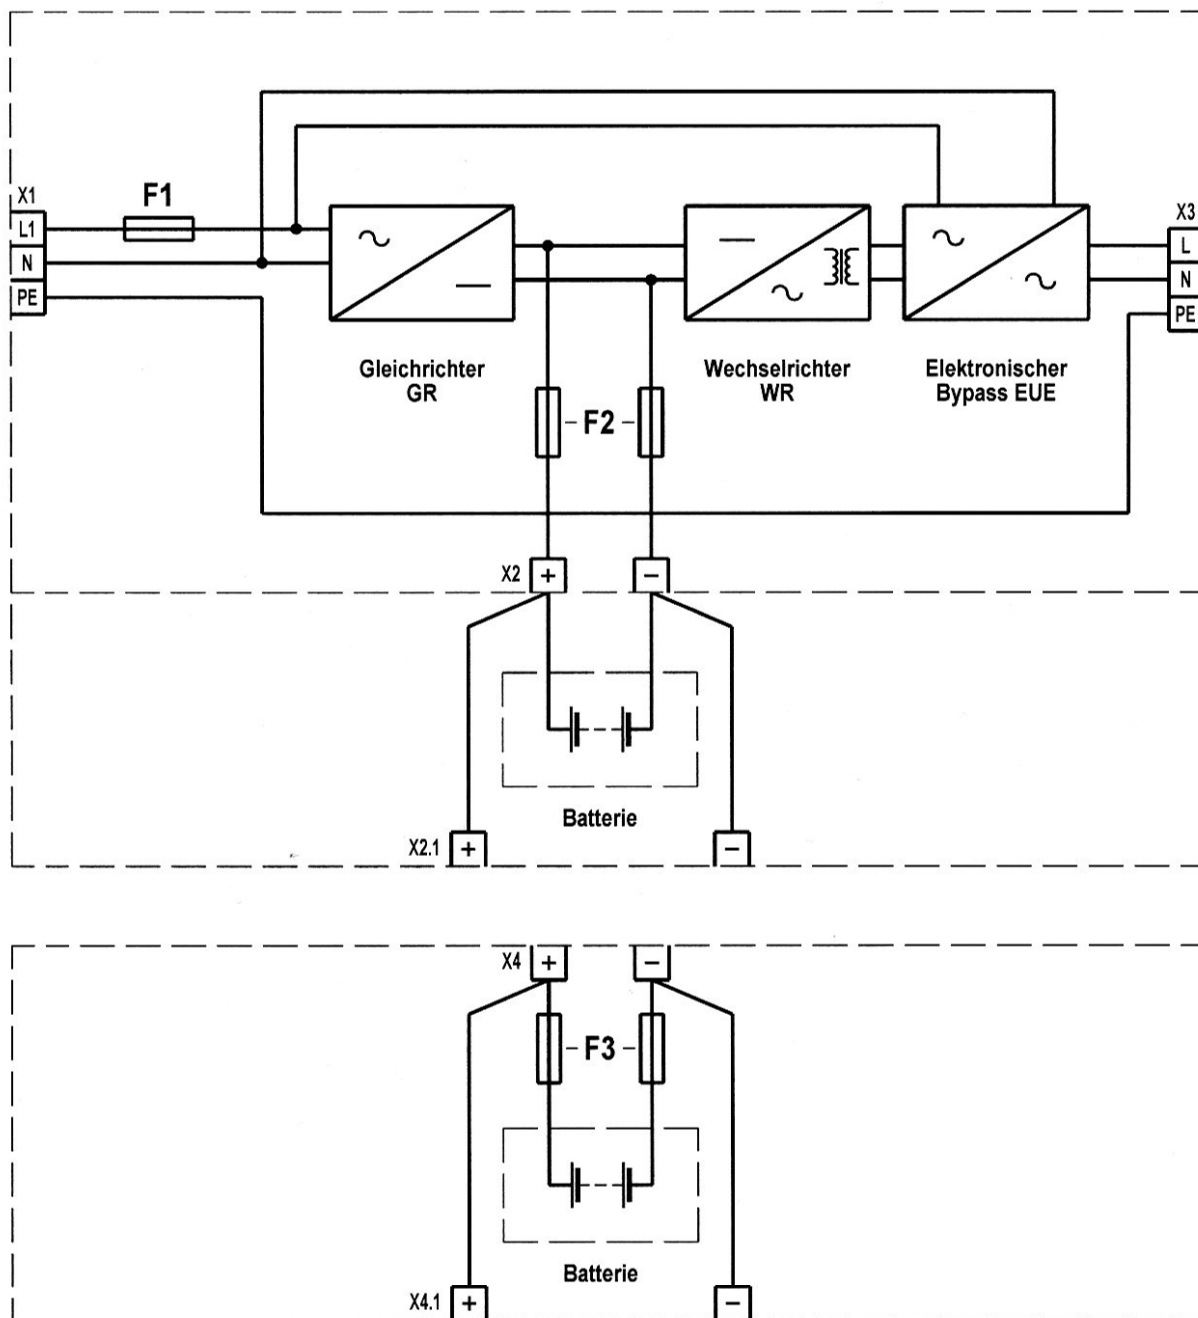 F1
X1
L1
N
PE
X3
L
N
PE
Gleichrichter
GR
Wechselrichter
WR
Elektronischer
Bypass EUE
F2
X2 + −
Batterie
X2.1 + −
X4 + −
F3
Batterie
X4.1 + −